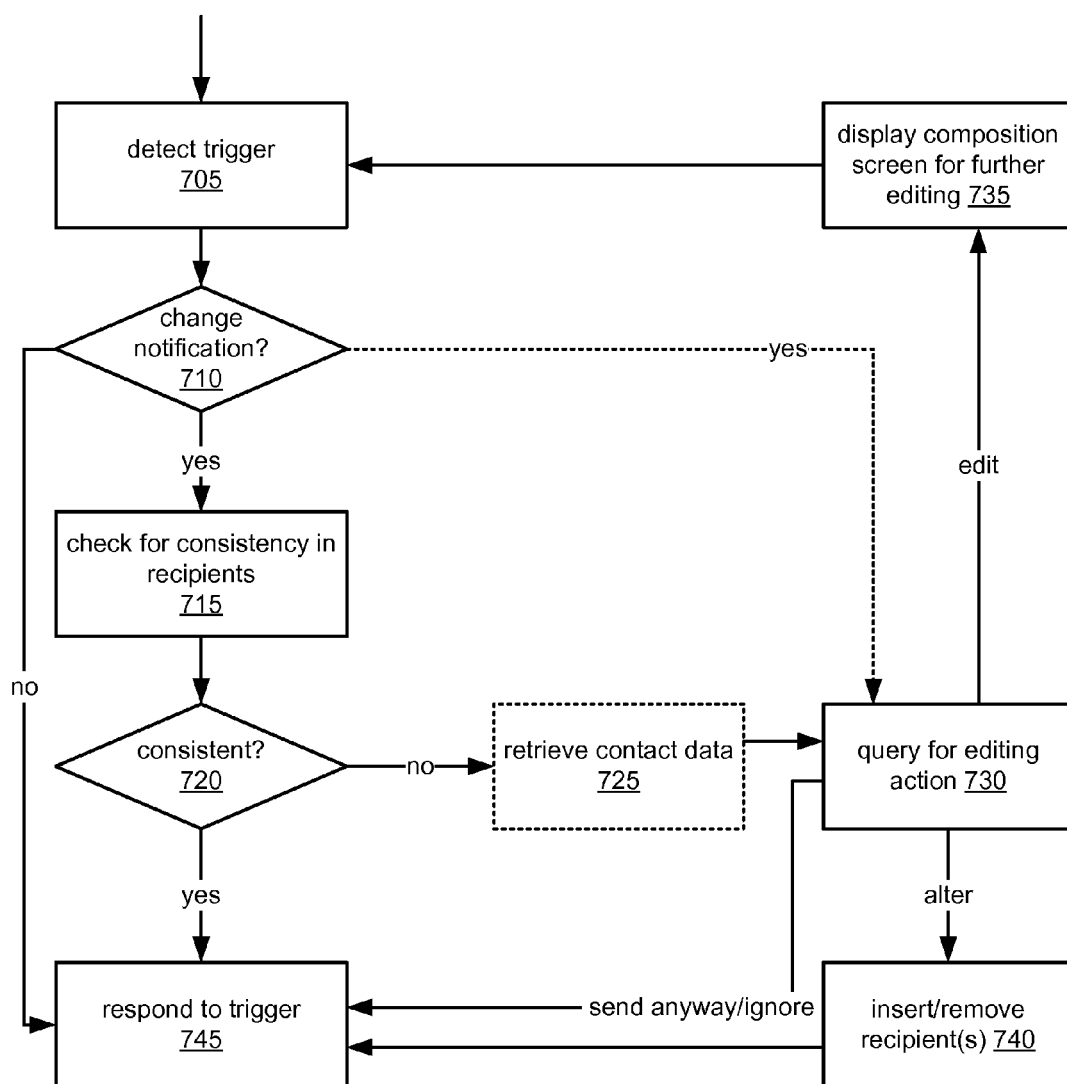 detect trigger
705
display composition
screen for further
editing 735
change
notification?
710
yes
yes
edit
check for consistency in
recipients
715
no
consistent?
720
no
retrieve contact data
725
query for editing
action 730
yes
alter
respond to trigger
745
send anyway/ignore
insert/remove
recipient(s) 740